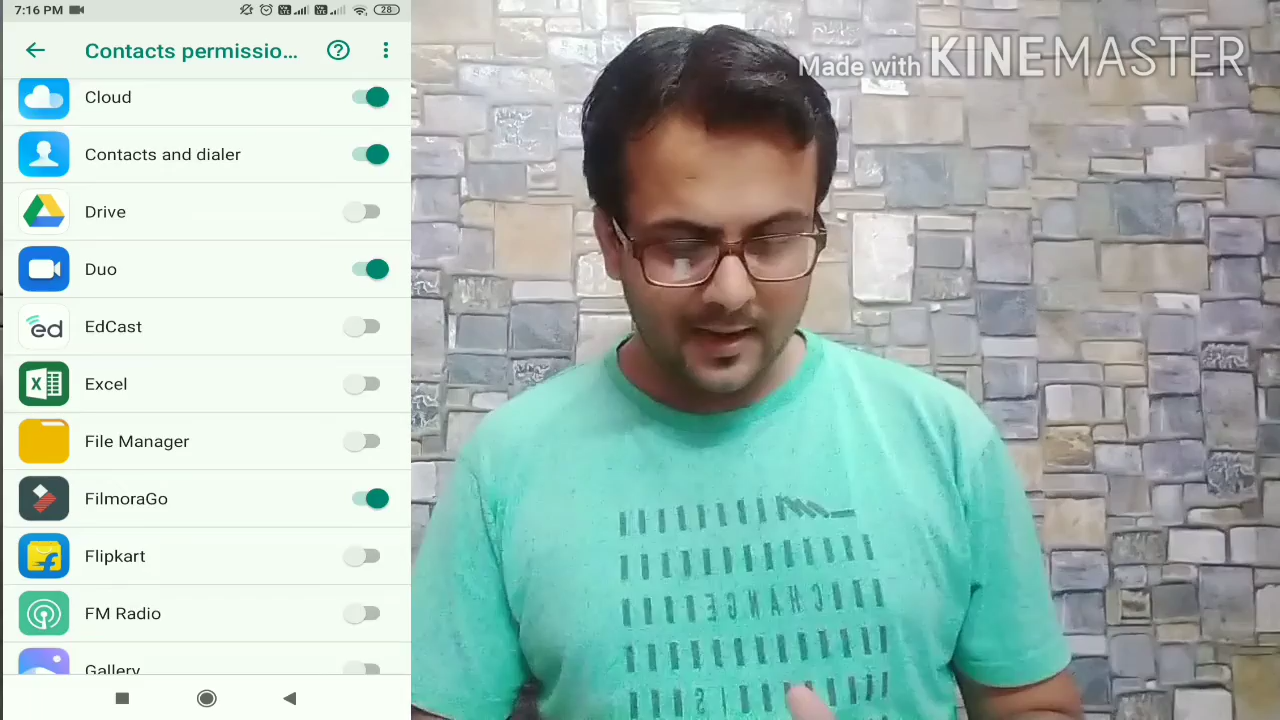 7:16 PM
28
Contacts permissio...
Made with KINEMASTER
Cloud
Contacts and dialer
Drive
Duo
ed
EdCast
Excel
File Manager
FilmoraGo
Flipkart
FM Radio
Gallery